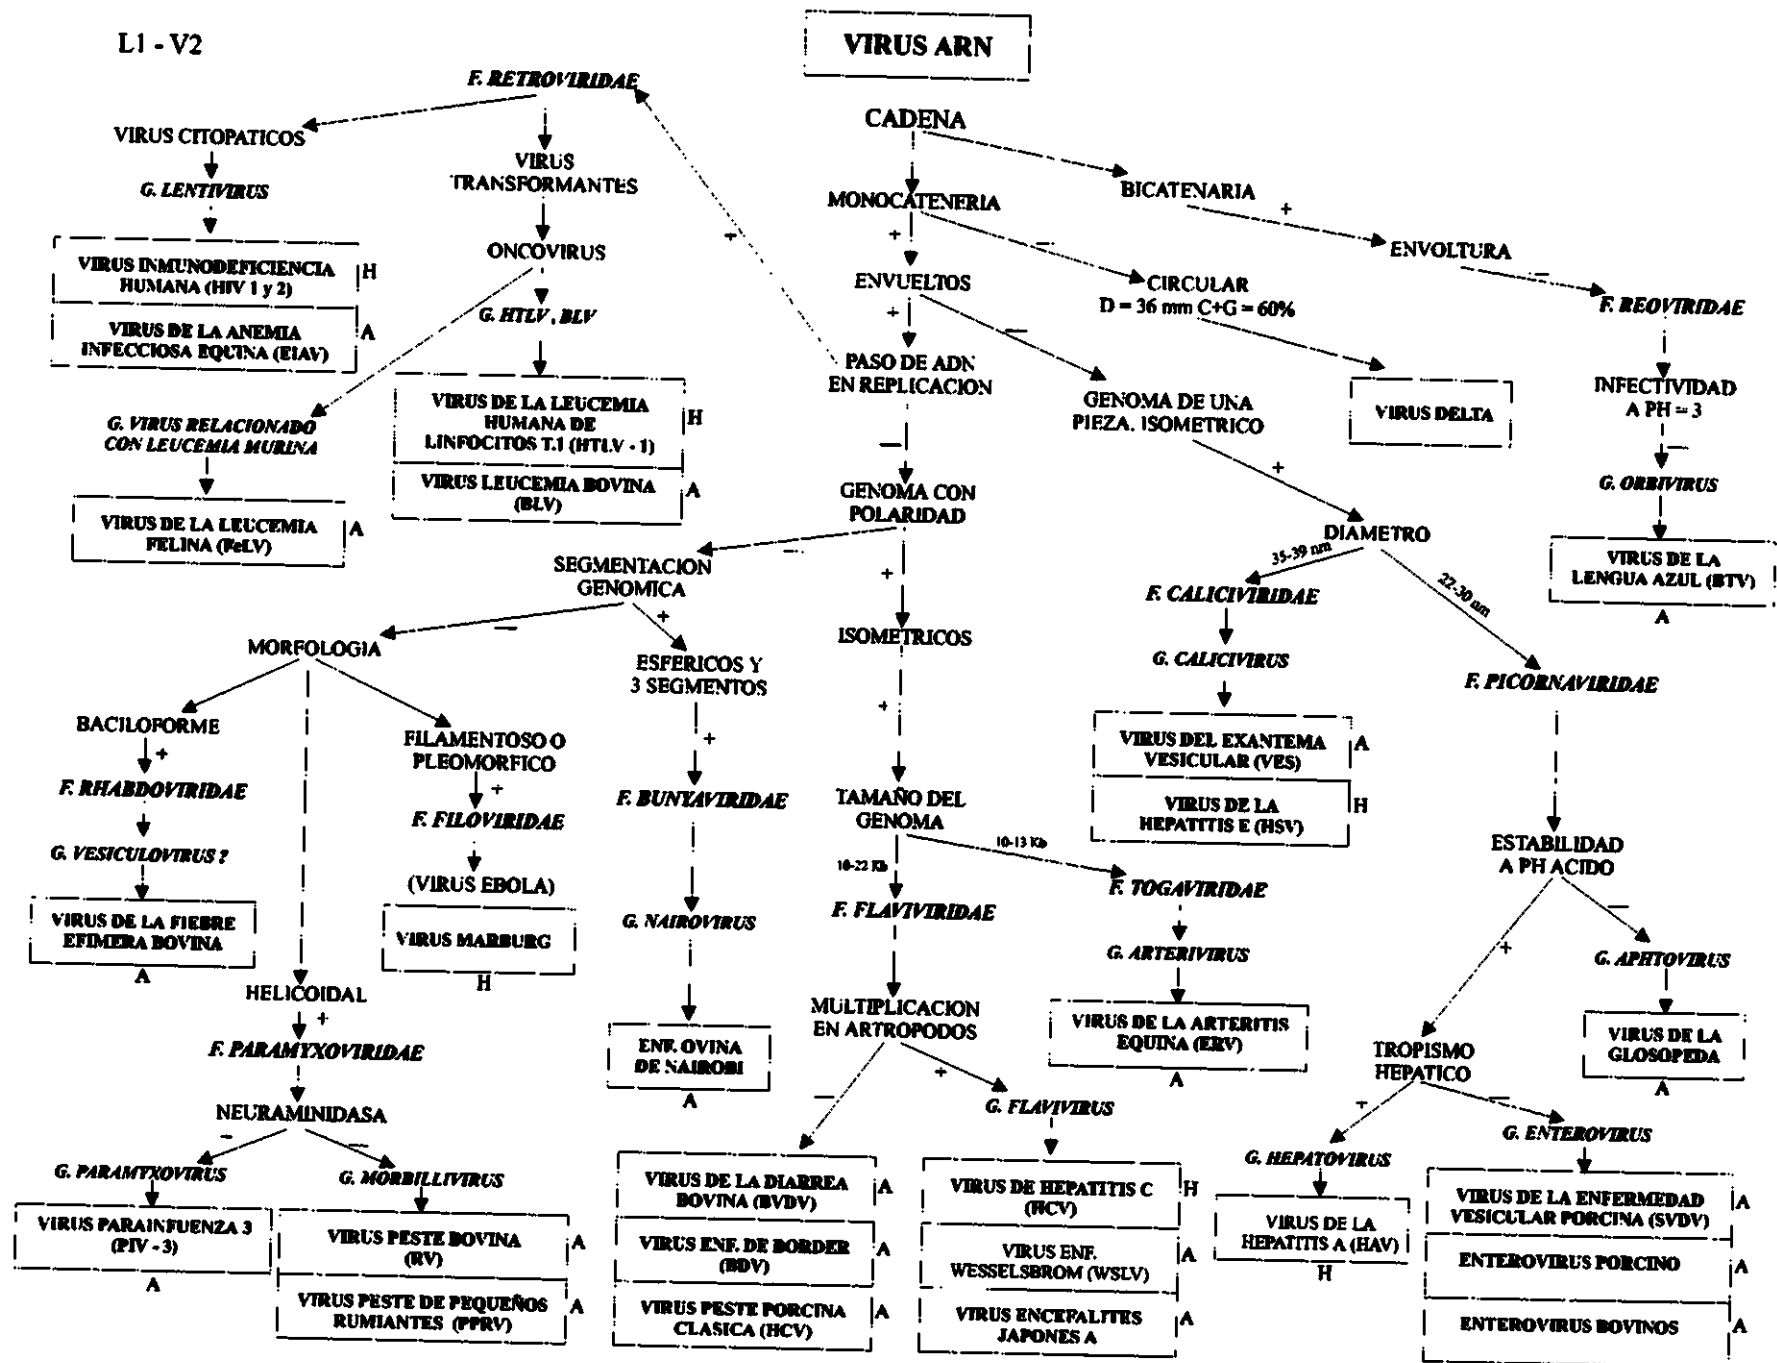 L1 - V2
VIRUS ARN
F. RETROVIRIDAE
CADENA
VIRUS CITOPATICOS
VIRUS
TRANSFORMANTES
G. LENTIVIRUS
MONOCATENERIA
BICATENARIA
+
ONCOVIRUS
+
+
—
ENVOLTURA
VIRUS INMUNODEFICIENCIA
HUMANA (HIV 1 y 2)
H
ENVUELTOS
CIRCULAR
D = 36 mm C+G = 60%
—
F. REOVIRIDAE
VIRUS DE LA ANEMIA
INFECCIOSA EQUINA (EIAV)
A
G. HTLV, BLV
+
—
PASO DE ADN
EN REPLICACION
INFECTIVIDAD
A PH = 3
GENOMA DE UNA
PIEZA. ISOMETRICO
VIRUS DELTA
G. VIRUS RELACIONADO
CON LEUCEMIA MURINA
VIRUS DE LA LEUCEMIA
HUMANA DE
LINFOCITOS T.1 (HTLV - 1)
H
—
+
—
VIRUS LEUCEMIA BOVINA
(BLV)
A
GENOMA CON
POLARIDAD
G. ORBIVIRUS
VIRUS DE LA LEUCEMIA
FELINA (FeLV)
A
DIAMETRO
—
+
35-39 nm
22-30 nm
SEGMENTACION
GENOMICA
VIRUS DE LA
LENGUA AZUL (BTV)
A
F. CALICIVIRIDAE
—
+
MORFOLOGIA
ISOMETRICOS
ESFERICOS Y
3 SEGMENTOS
G. CALICIVIRUS
F. PICORNAVIRIDAE
BACILOFORME
+
FILAMENTOSO O
PLEOMORFICO
+
+
+
VIRUS DEL EXANTEMA
VESICULAR (VES)
A
F. RHABDOVIRIDAE
F. FILOVIRIDAE
F. BUNYAVIRIDAE
TAMAÑO DEL
GENOMA
VIRUS DE LA
HEPATITIS E (HSV)
H
G. VESICULOVIRUS ?
10-22 Kb
10-13 Kb
ESTABILIDAD
A PH ACIDO
(VIRUS EBOLA)
F. TOGAVIRIDAE
VIRUS DE LA FIEBRE
EFIMERA BOVINA
A
VIRUS MARBURG
H
G. NAIROVIRUS
F. FLAVIVIRIDAE
+
—
G. ARTERIVIRUS
G. APHTOVIRUS
HELICOIDAL
+
MULTIPLICACION
EN ARTROPODOS
F. PARAMYXOVIRIDAE
ENF. OVINA
DE NAIROBI
A
VIRUS DE LA ARTERITIS
EQUINA (ERV)
A
TROPISMO
HEPATICO
VIRUS DE LA
GLOSOPEDA
A
NEURAMINIDASA
—
+
G. FLAVIVIRUS
+
—
–
—
G. ENTEROVIRUS
G. PARAMYXOVIRUS
G. MORBILLIVIRUS
G. HEPATOVIRUS
VIRUS PARAINFUENZA 3
(PIV - 3)
A
VIRUS PESTE BOVINA
(RV)
A
VIRUS PESTE DE PEQUEÑOS
RUMIANTES (PPRV)
A
VIRUS DE LA DIARREA
BOVINA (BVDV)
A
VIRUS ENF. DE BORDER
(BDV)
A
VIRUS PESTE PORCINA
CLASICA (HCV)
A
VIRUS DE HEPATITIS C
(HCV)
H
VIRUS ENF.
WESSELSBROM (WSLV)
A
VIRUS ENCEFALITES
JAPONES A
A
VIRUS DE LA
HEPATITIS A (HAV)
H
VIRUS DE LA ENFERMEDAD
VESICULAR PORCINA (SVDV)
A
ENTEROVIRUS PORCINO
A
ENTEROVIRUS BOVINOS
A